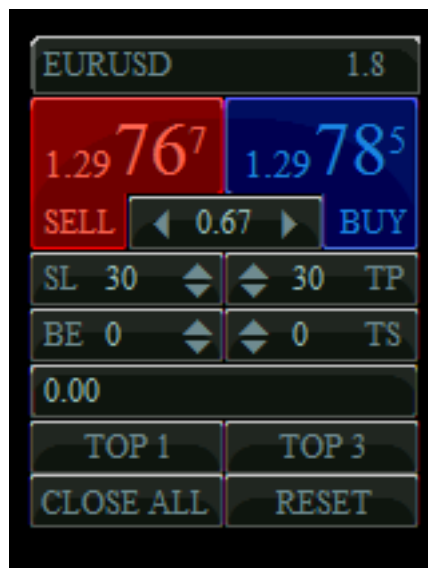 EURUSD 1.8
1.29 76 7 1.29 78 5
SELL 0.67 BUY
SL 30 30 TP
BE 0 0 TS
0.00
TOP 1 TOP 3
CLOSE ALL RESET